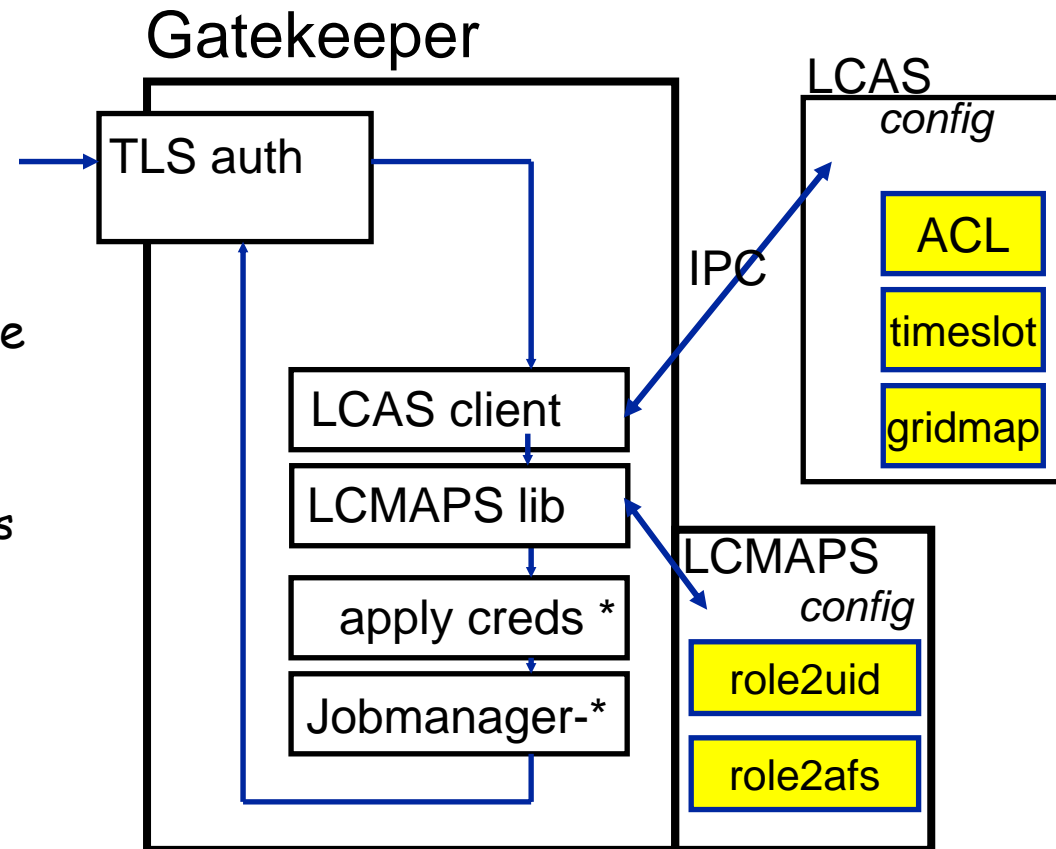 Gatekeeper
LCAS
config
TLS auth
ACL
IPC
timeslot
e
LCAS client
gridmap
LCMAPS lib
s
LCMAPS
config
apply creds *
role2uid
Jobmanager-*
role2afs